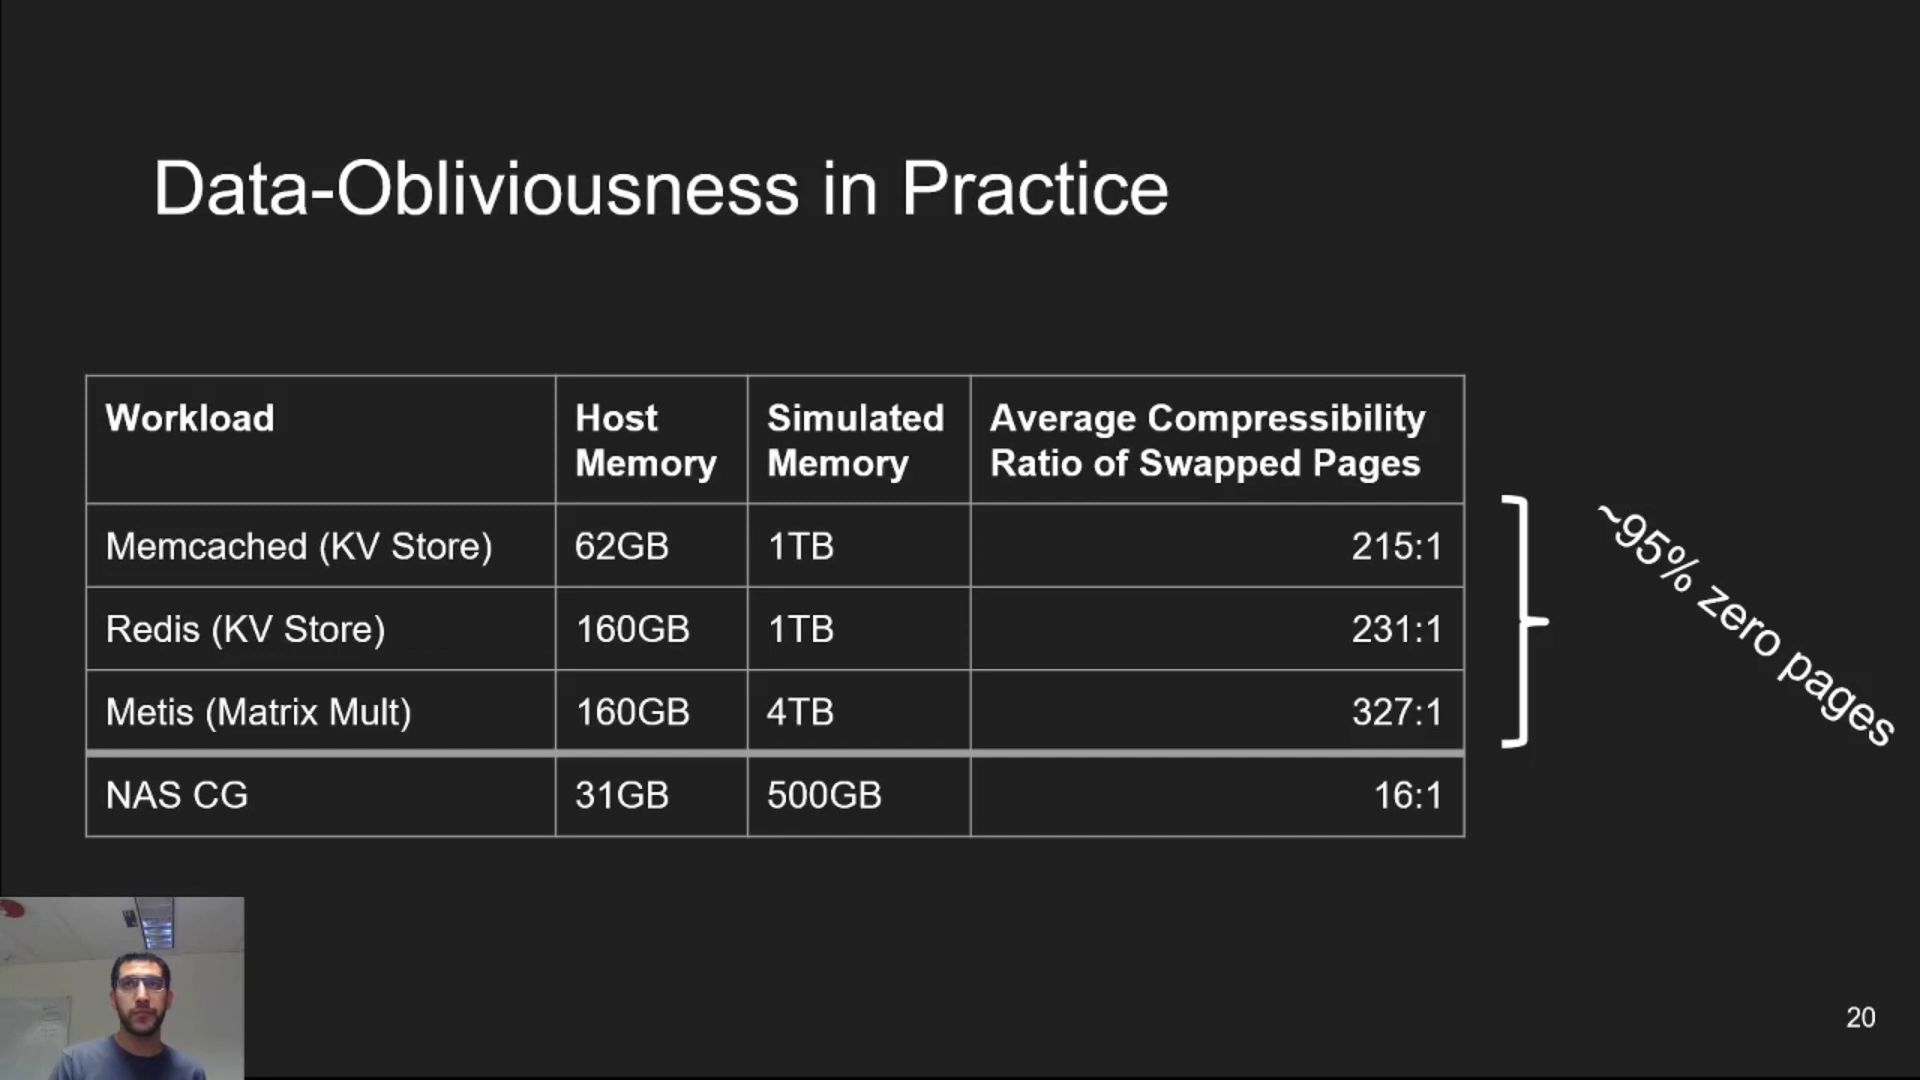 Data-Obliviousness in Practice
Workload
Host Memory
Simulated Memory
Average Compressibility
Ratio of Swapped Pages
Memcached (KV Store) 62GB 1TB 215:1
Redis (KV Store) 160GB 1TB 231:1
Metis (Matrix Mult) 160GB 4TB 327:1
NAS CG 31GB 500GB 16:1
~95% zero pages
20